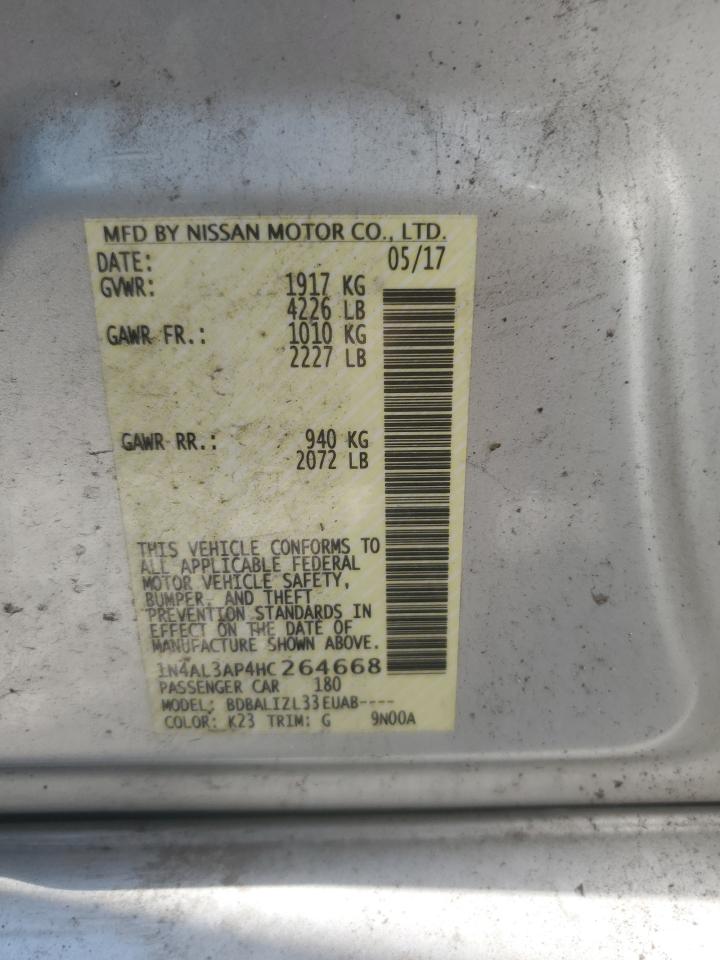 MFD BY NISSAN MOTOR CO., LTD.
DATE: 05/17
GVWR: 1917 KG
4226 LB
GAWR FR.: 1010 KG
2227 LB
GAWR RR.: 940 KG
2072 LB
THIS VEHICLE CONFORMS TO
ALL APPLICABLE FEDERAL
MOTOR VEHICLE SAFETY,
BUMPER, AND THEFT
PREVENTION STANDARDS IN
EFFECT ON THE DATE OF
MANUFACTURE SHOWN ABOVE.
1N4AL3AP4HC264668
PASSENGER CAR 180
MODEL: BDBALIZL33EUAB----
COLOR: K23 TRIM: G 9N00A